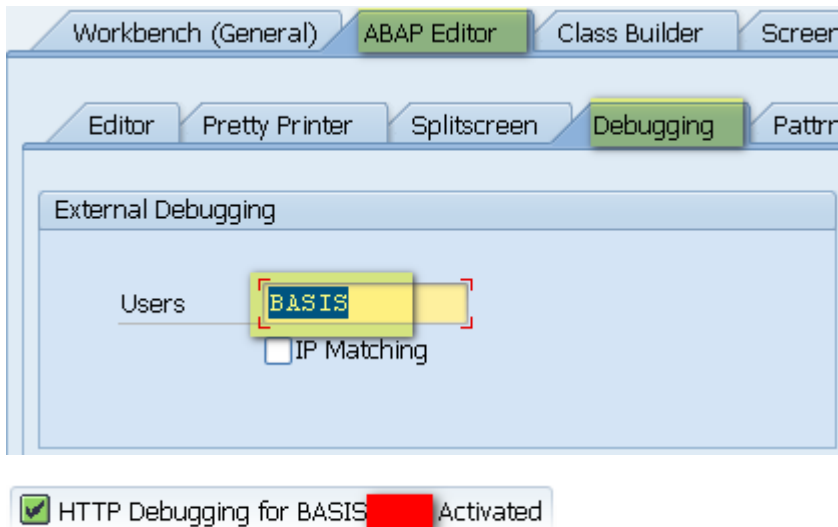 Workbench (General) ABAP Editor Class Builder Screen
Editor Pretty Printer Splitscreen Debugging Pattrn
External Debugging
Users BASIS
IP Matching
HTTP Debugging for BASIS Activated